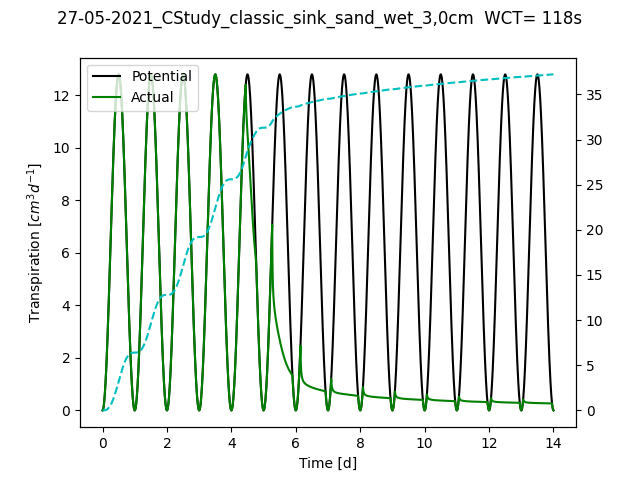 27-05-2021_CStudy_classic_sink_sand_wet_3,0cm WCT= 118s
Potential
Actual
Transpiration [cm³d⁻¹]
12
10
8
6
4
2
0
35
30
25
20
15
10
5
0
0 2 4 6 8 10 12 14
Time [d]